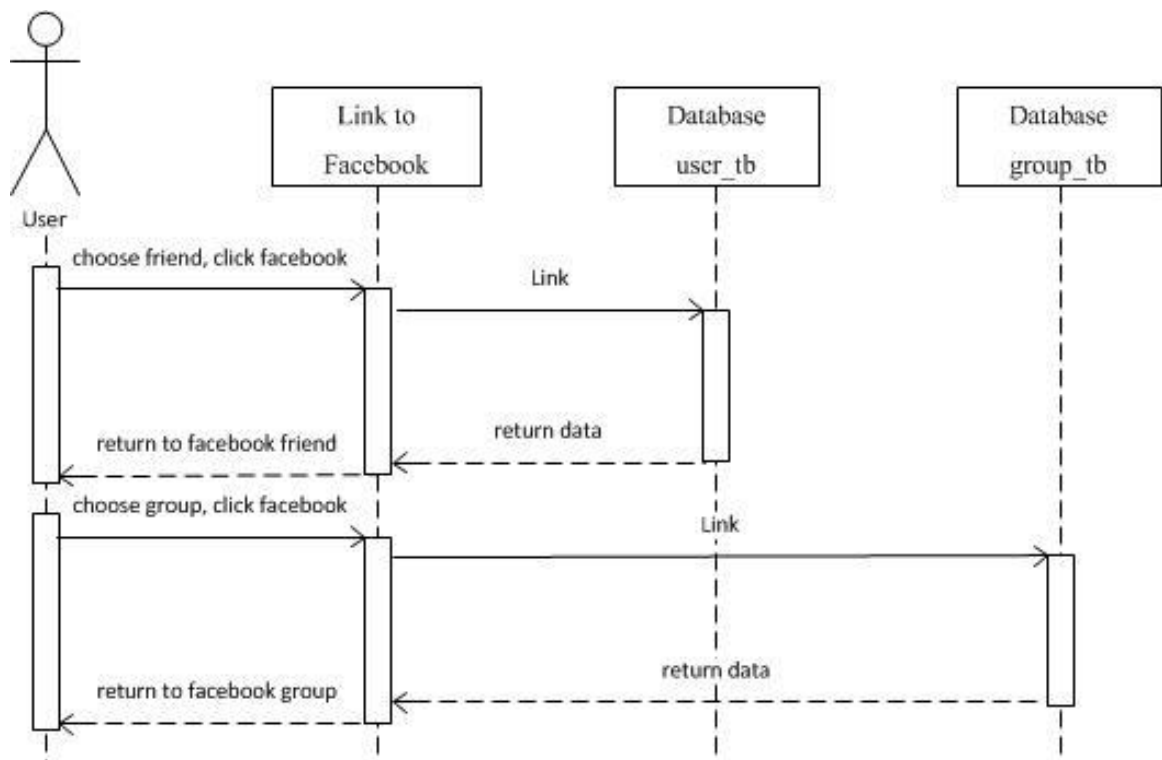 Link to
Facebook
Database
user_tb
Database
group_tb
User
choose friend, click facebook
Link
return data
return to facebook friend
choose group, click facebook
Link
return data
return to facebook group